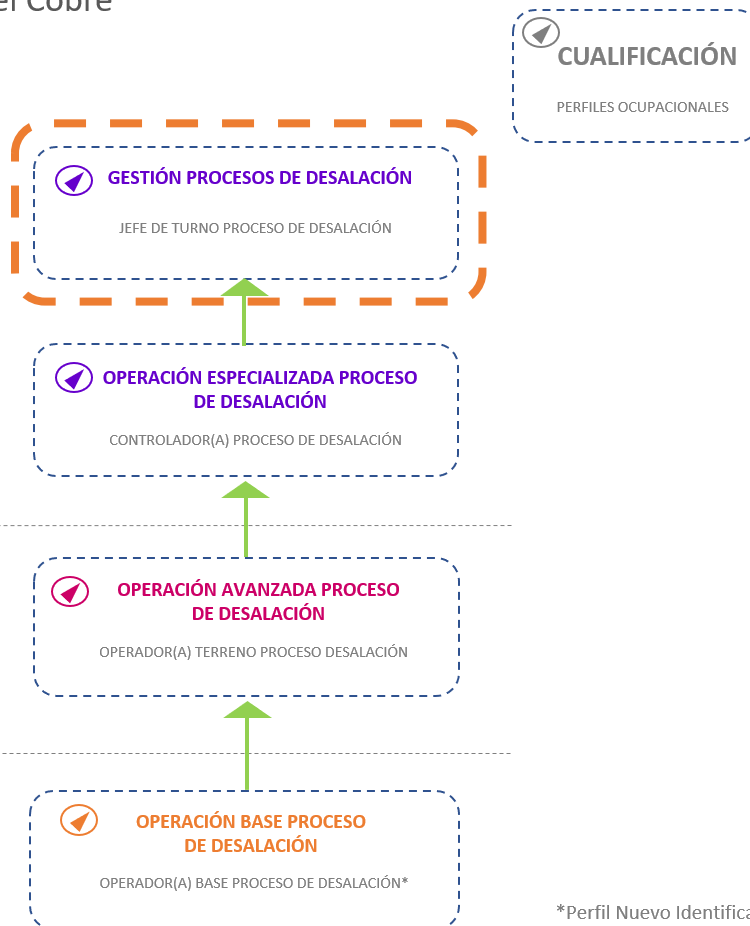 el Cobre
CUALIFICACIÓN
PERFILES OCUPACIONALES
GESTIÓN PROCESOS DE DESALACIÓN
JEFE DE TURNO PROCESO DE DESALACIÓN
OPERACIÓN ESPECIALIZADA PROCESO
DE DESALACIÓN
CONTROLADOR(A) PROCESO DE DESALACIÓN
OPERACIÓN AVANZADA PROCESO
DE DESALACIÓN
OPERADOR(A) TERRENO PROCESO DESALACIÓN
OPERACIÓN BASE PROCESO
DE DESALACIÓN
OPERADOR(A) BASE PROCESO DE DESALACIÓN*
*Perfil Nuevo Identifica